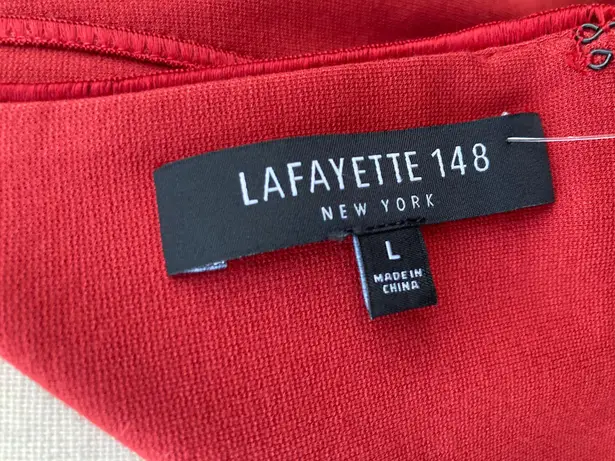 LAFAYETTE 148
NEW YORK
L
MADE IN
CHINA